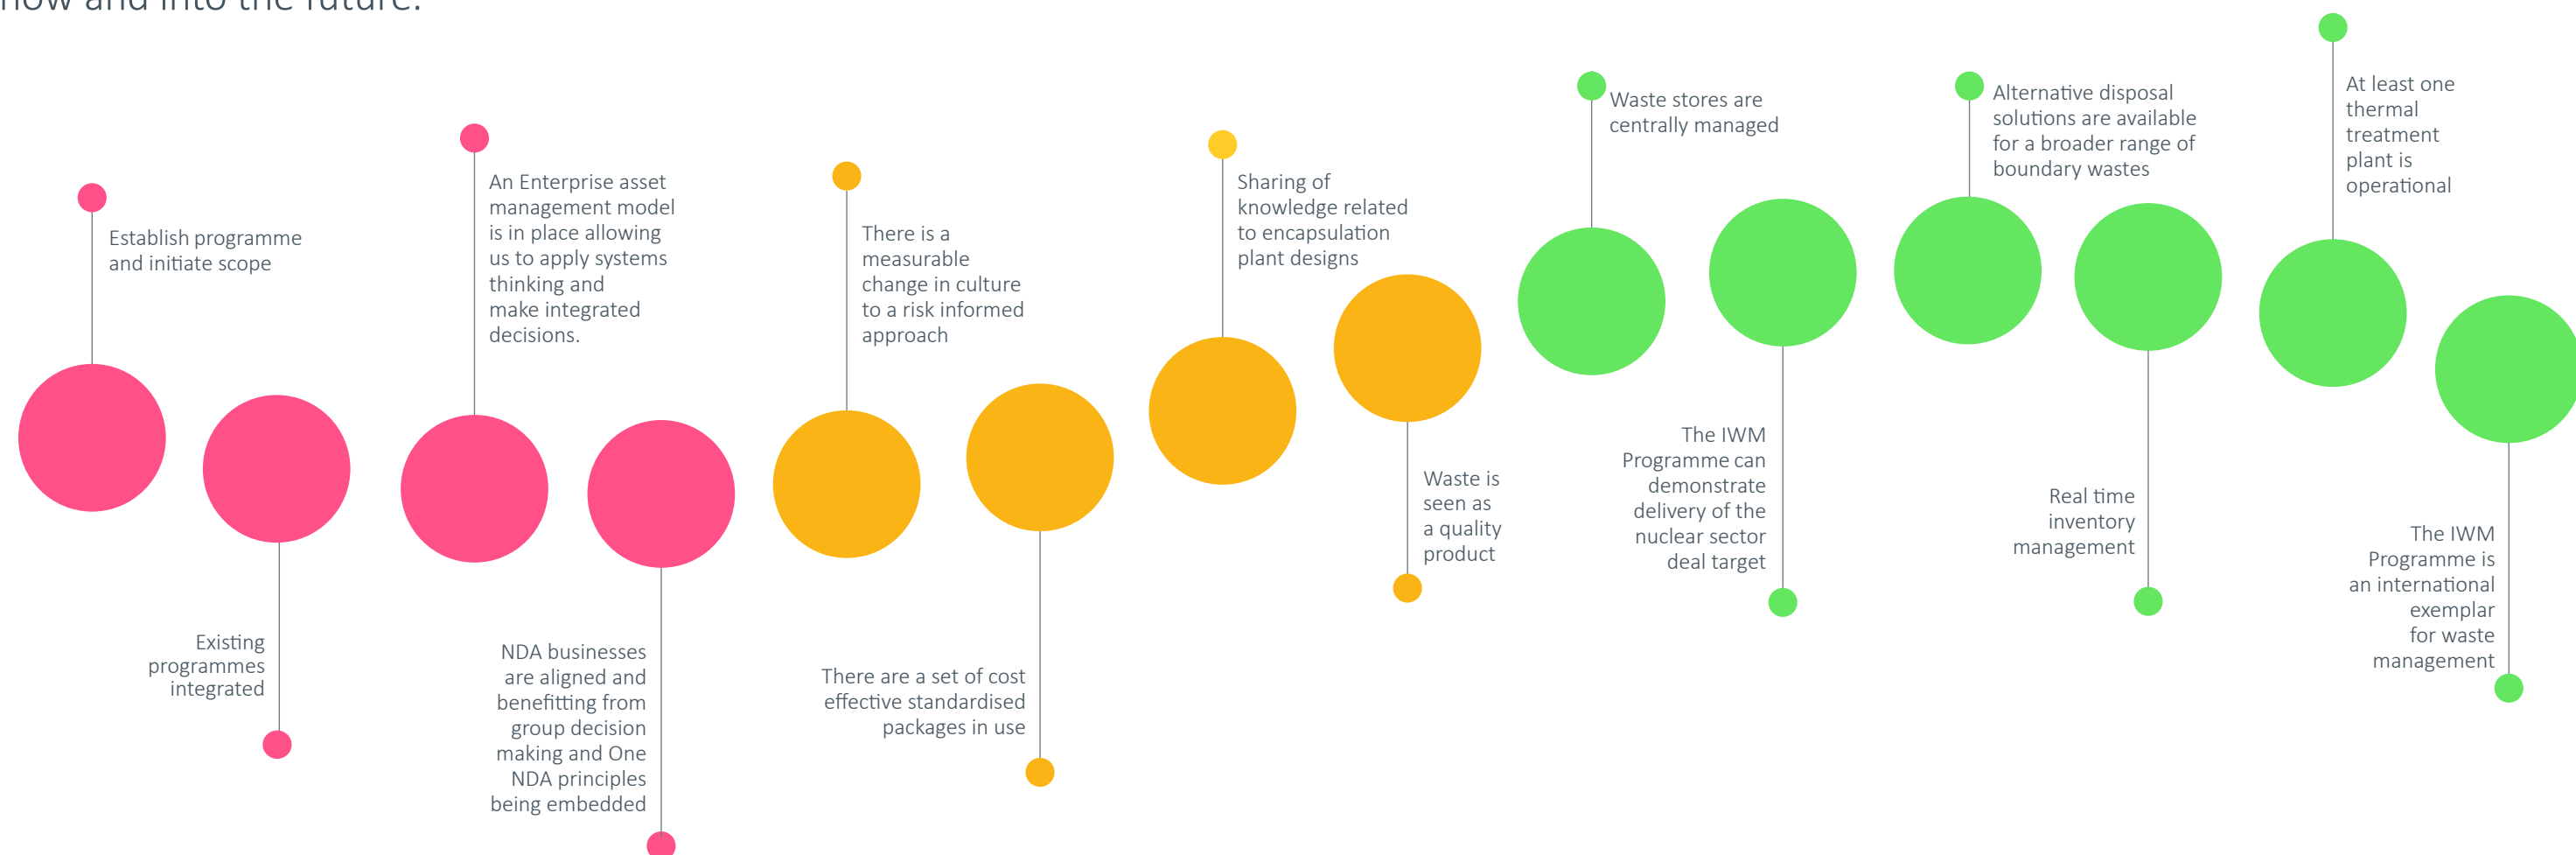 now and into the future.
Establish programme
and initiate scope
Existing
programmes
integrated
An Enterprise asset
management model
is in place allowing
us to apply systems
thinking and
make integrated
decisions.
NDA businesses
are aligned and
benefitting from
group decision
making and One
NDA principles
being embedded
There is a
measurable
change in culture
to a risk informed
approach
There are a set of cost
effective standardised
packages in use
Sharing of
knowledge related
to encapsulation
plant designs
Waste is
seen as
a quality
product
Waste stores are
centrally managed
The IWM
Programme can
demonstrate
delivery of the
nuclear sector
deal target
Alternative disposal
solutions are available
for a broader range of
boundary wastes
Real time
inventory
management
At least one
thermal
treatment
plant is
operational
The IWM
Programme is
an international
exemplar
for waste
management